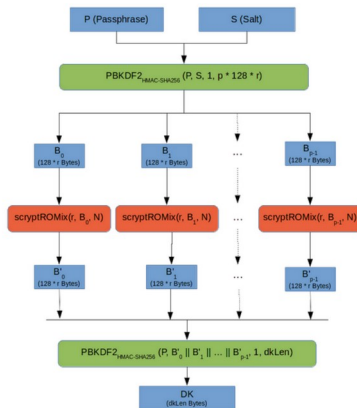 P (Passphrase) S (Salt)
PBKDF2HMAC-SHA256 (P, S, 1, p * 128 * r)
B0 B1 ... Bp-1
(128 * r Bytes) (128 * r Bytes) (128 * r Bytes)
scryptROMix(r, B0, N) scryptROMix(r, B1, N) ... scryptROMix(r, Bp-1, N)
B'0 B'1 ... B'p-1
(128 * r Bytes) (128 * r Bytes) (128 * r Bytes)
PBKDF2HMAC-SHA256 (P, B'0 || B'1 || ... || B'p-1, 1, dkLen)
DK
(dkLen Bytes)